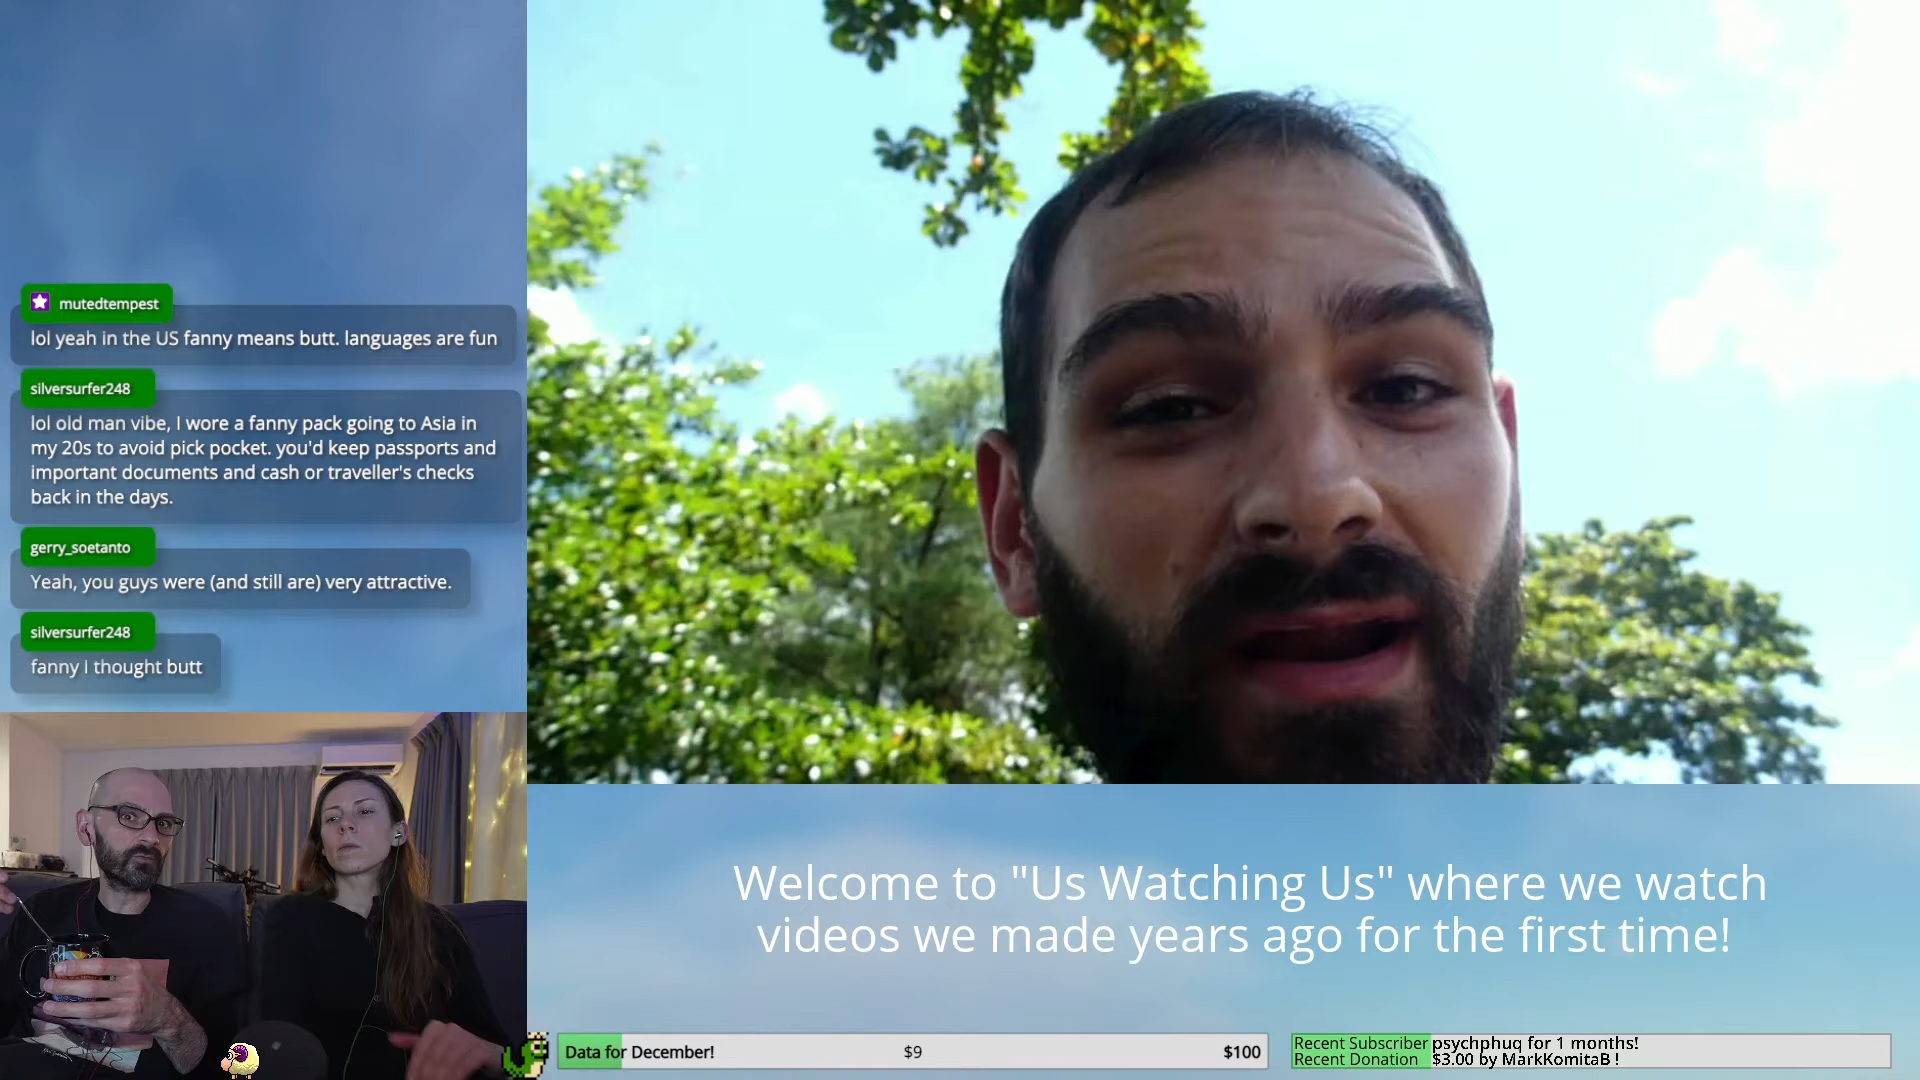 mutedtempest
lol yeah in the US fanny means butt. languages are fun
silversurfer248
lol old man vibe, I wore a fanny pack going to Asia in
my 20s to avoid pick pocket. you'd keep passports and
important documents and cash or traveller's checks
back in the days.
gerry_soetanto
Yeah, you guys were (and still are) very attractive.
silversurfer248
fanny I thought butt
Welcome to "Us Watching Us" where we watch
videos we made years ago for the first time!
Data for December! $9 $100
Recent Subscriber psychphuq for 1 months!
Recent Donation $3.00 by MarkKomitaB !